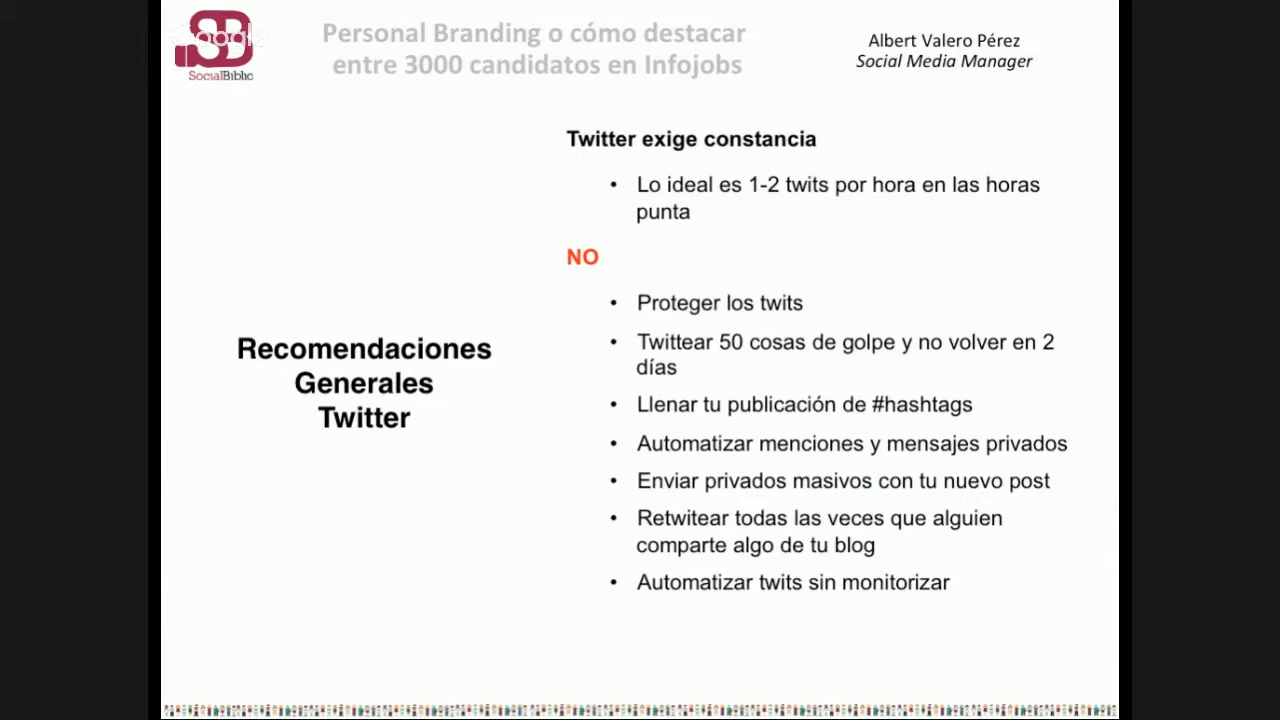 Google
SocialBiblio
Personal Branding o cómo destacar
entre 3000 candidatos en Infojobs
Albert Valero Pérez
Social Media Manager
Recomendaciones
Generales
Twitter
Twitter exige constancia
• Lo ideal es 1-2 twits por hora en las horas
punta
NO
• Proteger los twits
• Twittear 50 cosas de golpe y no volver en 2
días
• Llenar tu publicación de #hashtags
• Automatizar menciones y mensajes privados
• Enviar privados masivos con tu nuevo post
• Retwitear todas las veces que alguien
comparte algo de tu blog
• Automatizar twits sin monitorizar